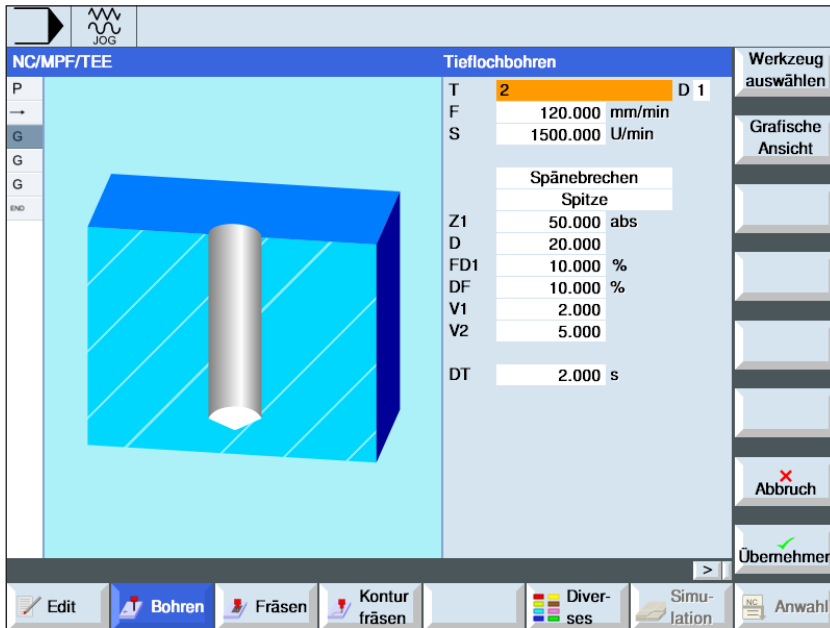 JOG
NC/MPF/TEE
Tieflochbohren
P
G
G
G
END
T 2 D 1
F 120.000 mm/min
S 1500.000 U/min
Spänebrechen
Spitze
Z1 50.000 abs
D 20.000
FD1 10.000 %
DF 10.000 %
V1 2.000
V2 5.000
DT 2.000 s
Werkzeug
auswählen
Grafische
Ansicht
Abbruch
Übernehmen
>
Edit
Bohren
Fräsen
Kontur
fräsen
Diver-
ses
Simu-
lation
NC
Anwahl